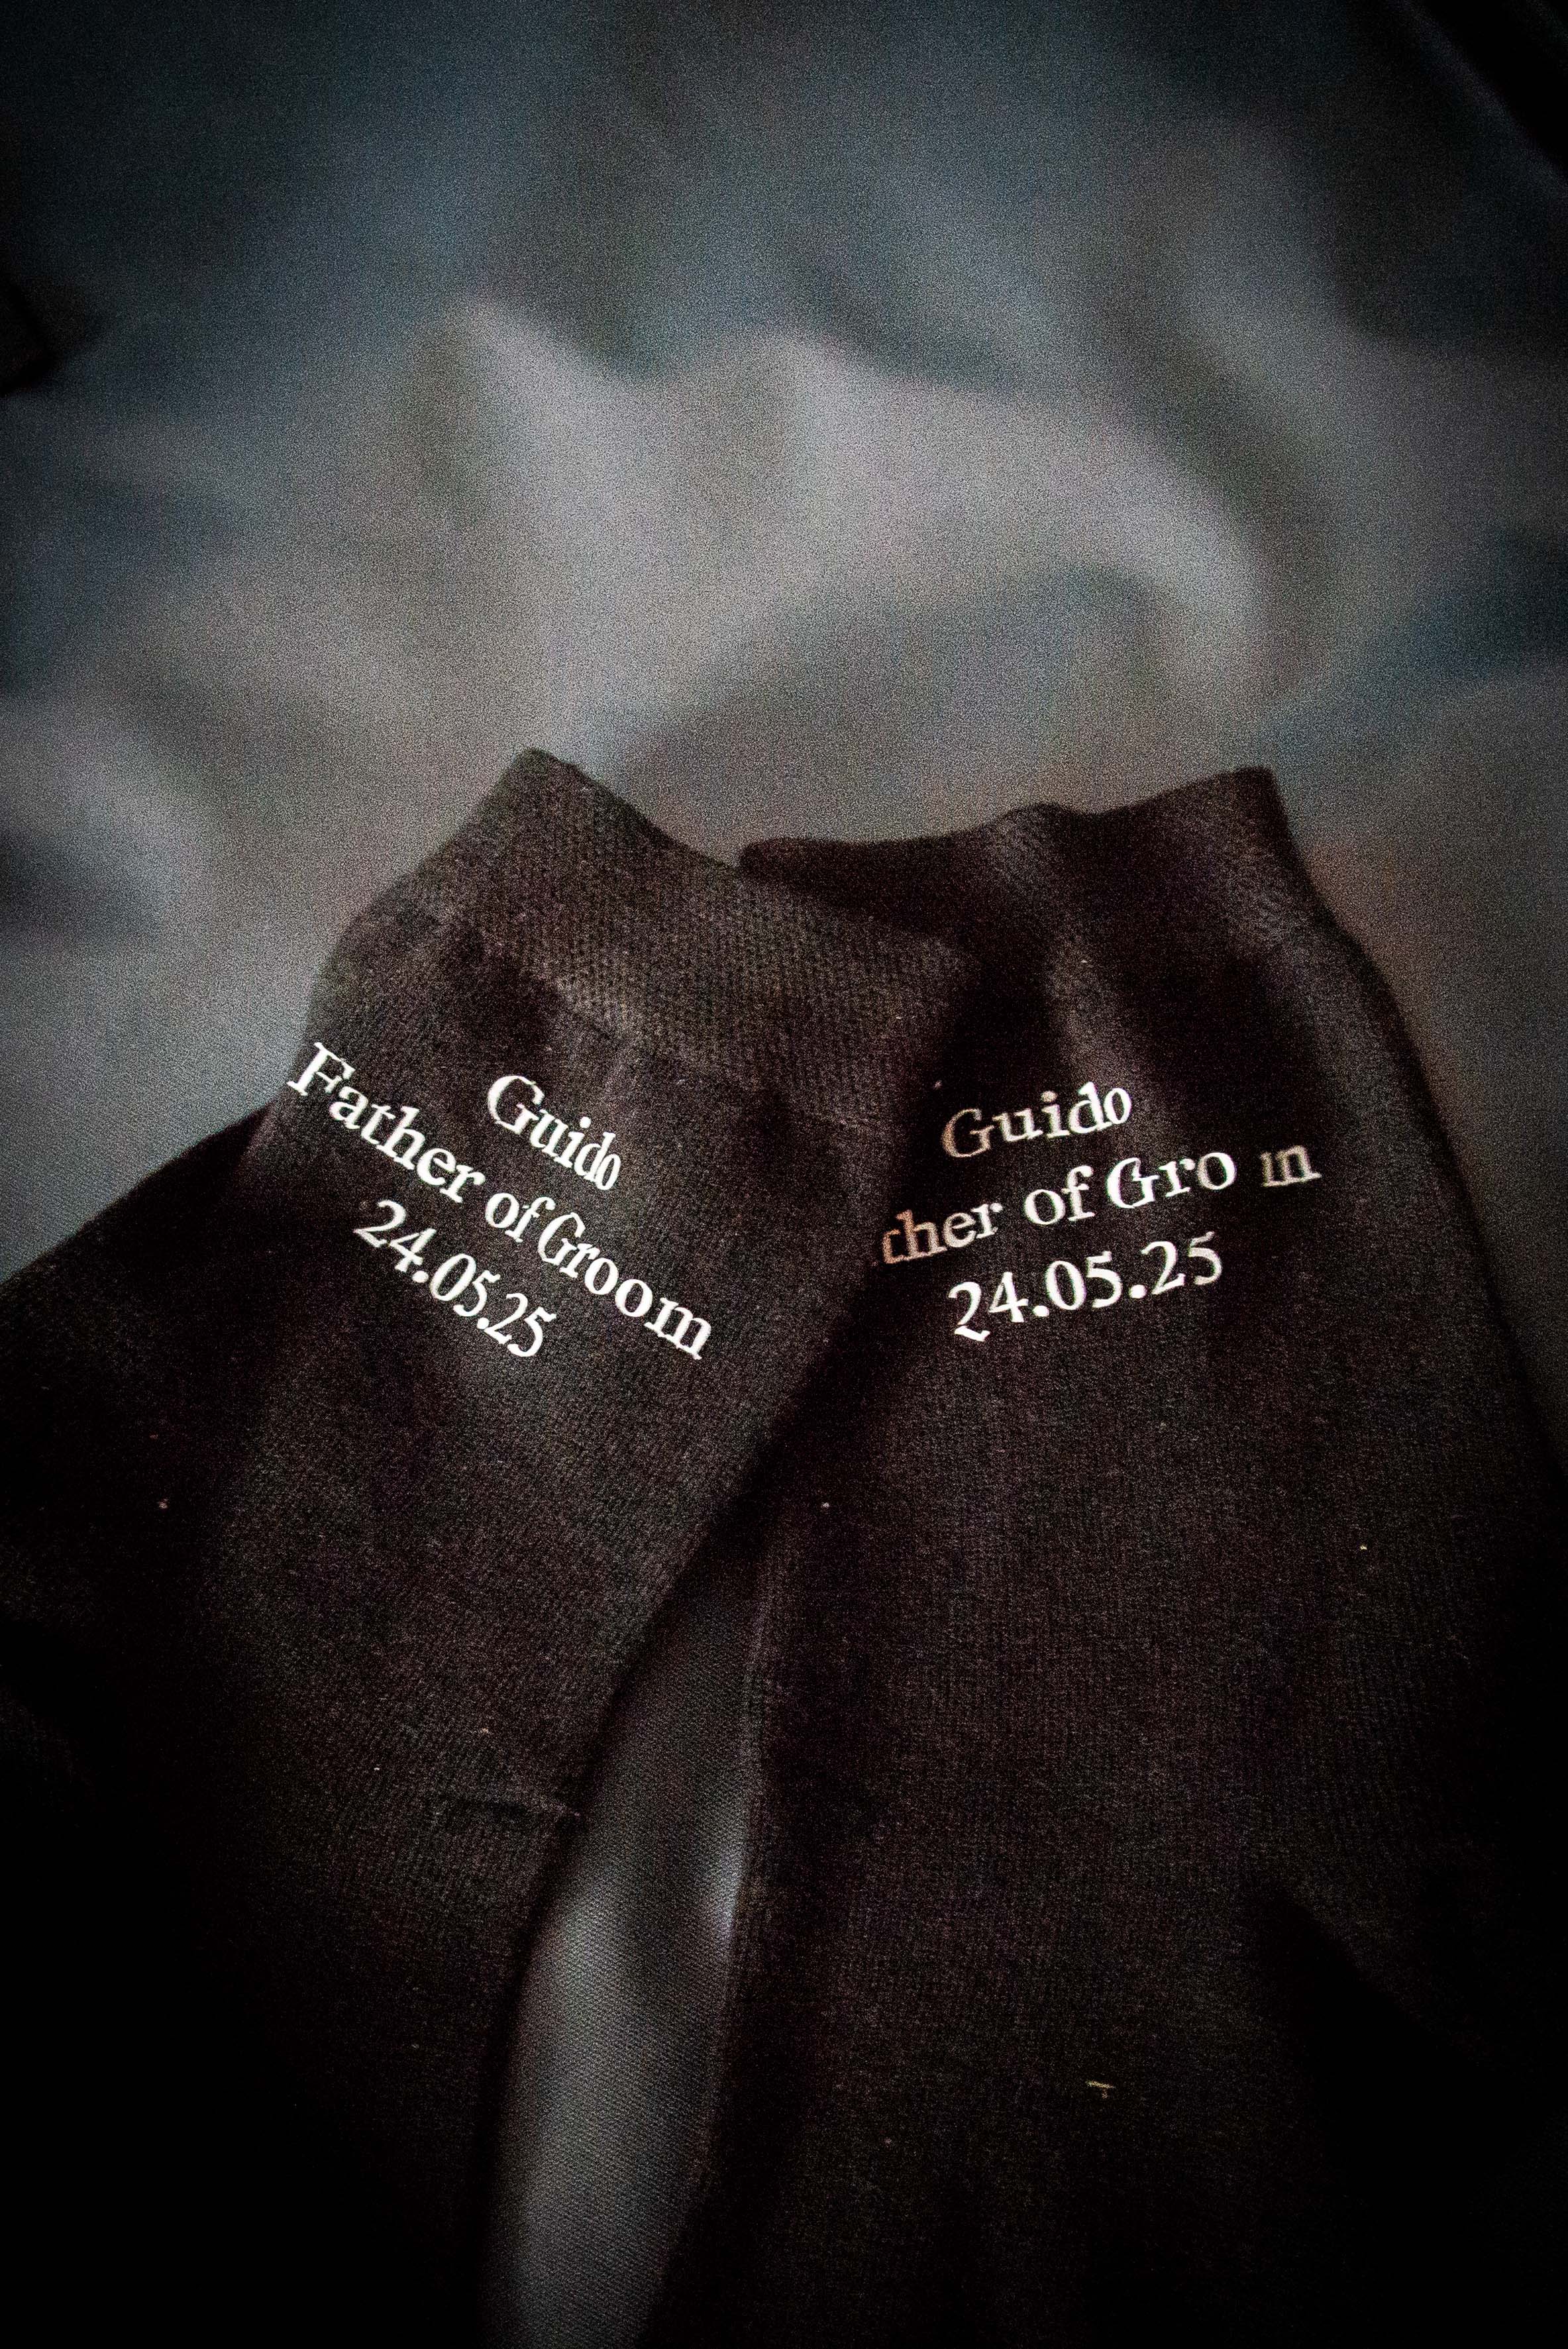 Guido
Father of Groom
24.05.25
Guido
ther of Gro m
24.05.25